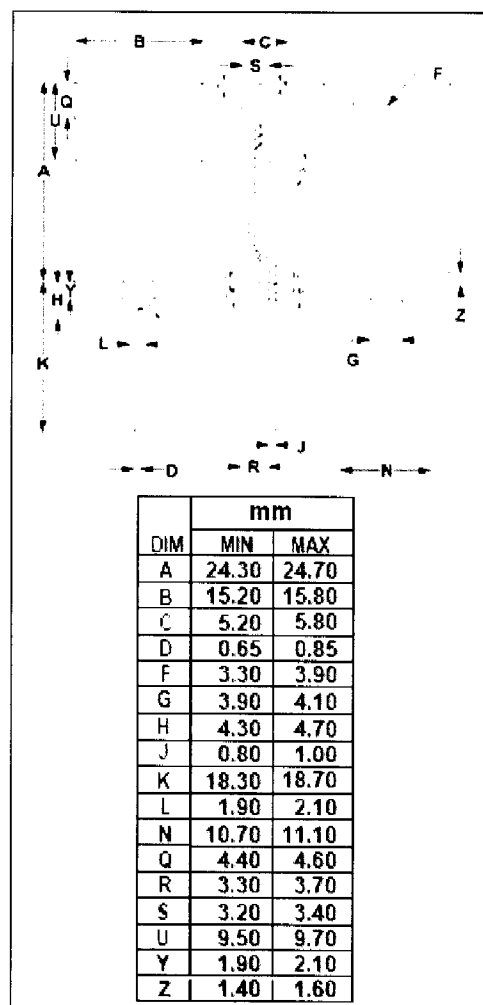 B C
S
Q F
U
A
Y
H
Z
L
K G
J
D R N
mm
DIM MIN MAX
A 24.30 24.70
B 15.20 15.80
C 5.20 5.80
D 0.65 0.85
F 3.30 3.90
G 3.90 4.10
H 4.30 4.70
J 0.80 1.00
K 18.30 18.70
L 1.90 2.10
N 10.70 11.10
Q 4.40 4.60
R 3.30 3.70
S 3.20 3.40
U 9.50 9.70
Y 1.90 2.10
Z 1.40 1.60